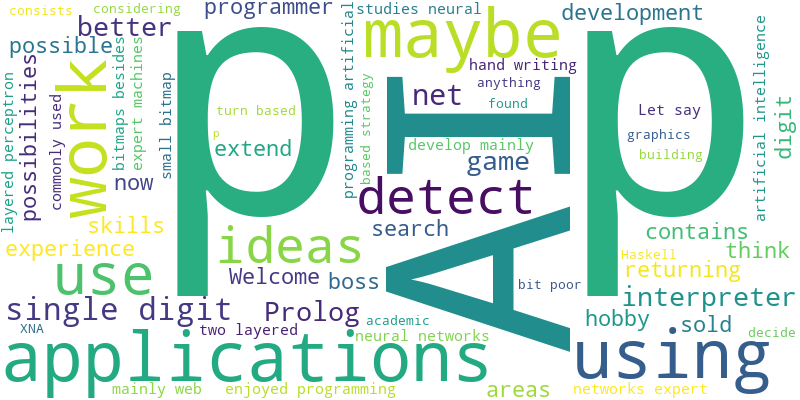 consists
considering
programmer
studies neural
development
better
possible
maybe
hand writing
anything
net
found
Let say
graphics
building
digit
artificial intelligence
layered perceptron
possibilities
commonly used
work
bitmaps besides
expert machines
small bitmap
p
turn based
p
extend
programming artificial
based strategy
AI
p
develop mainly
game
now
detect
skills
experience
ideas
search
contains
think
Haskell
returning
use
Welcome
boss
bit poor
interpreter
single digit
Prolog
academic
hobby
sold
XNA
two layered
neural networks
decide
applications
using
mainly web
enjoyed programming
areas
networks expert